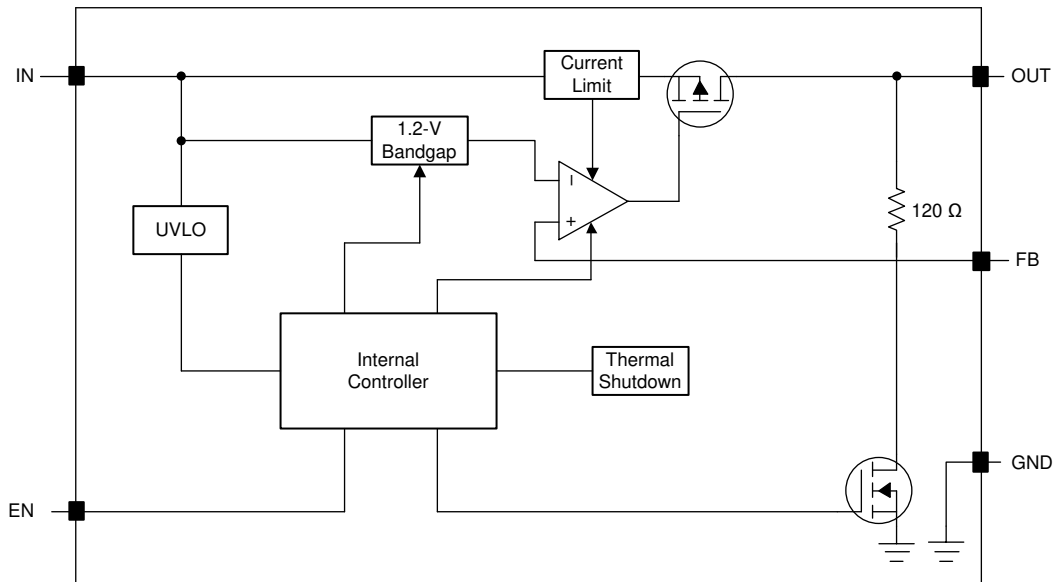 IN
Current
Limit
OUT
1.2-V
Bandgap
–
+
120 Ω
UVLO
FB
Internal
Controller
Thermal
Shutdown
GND
EN